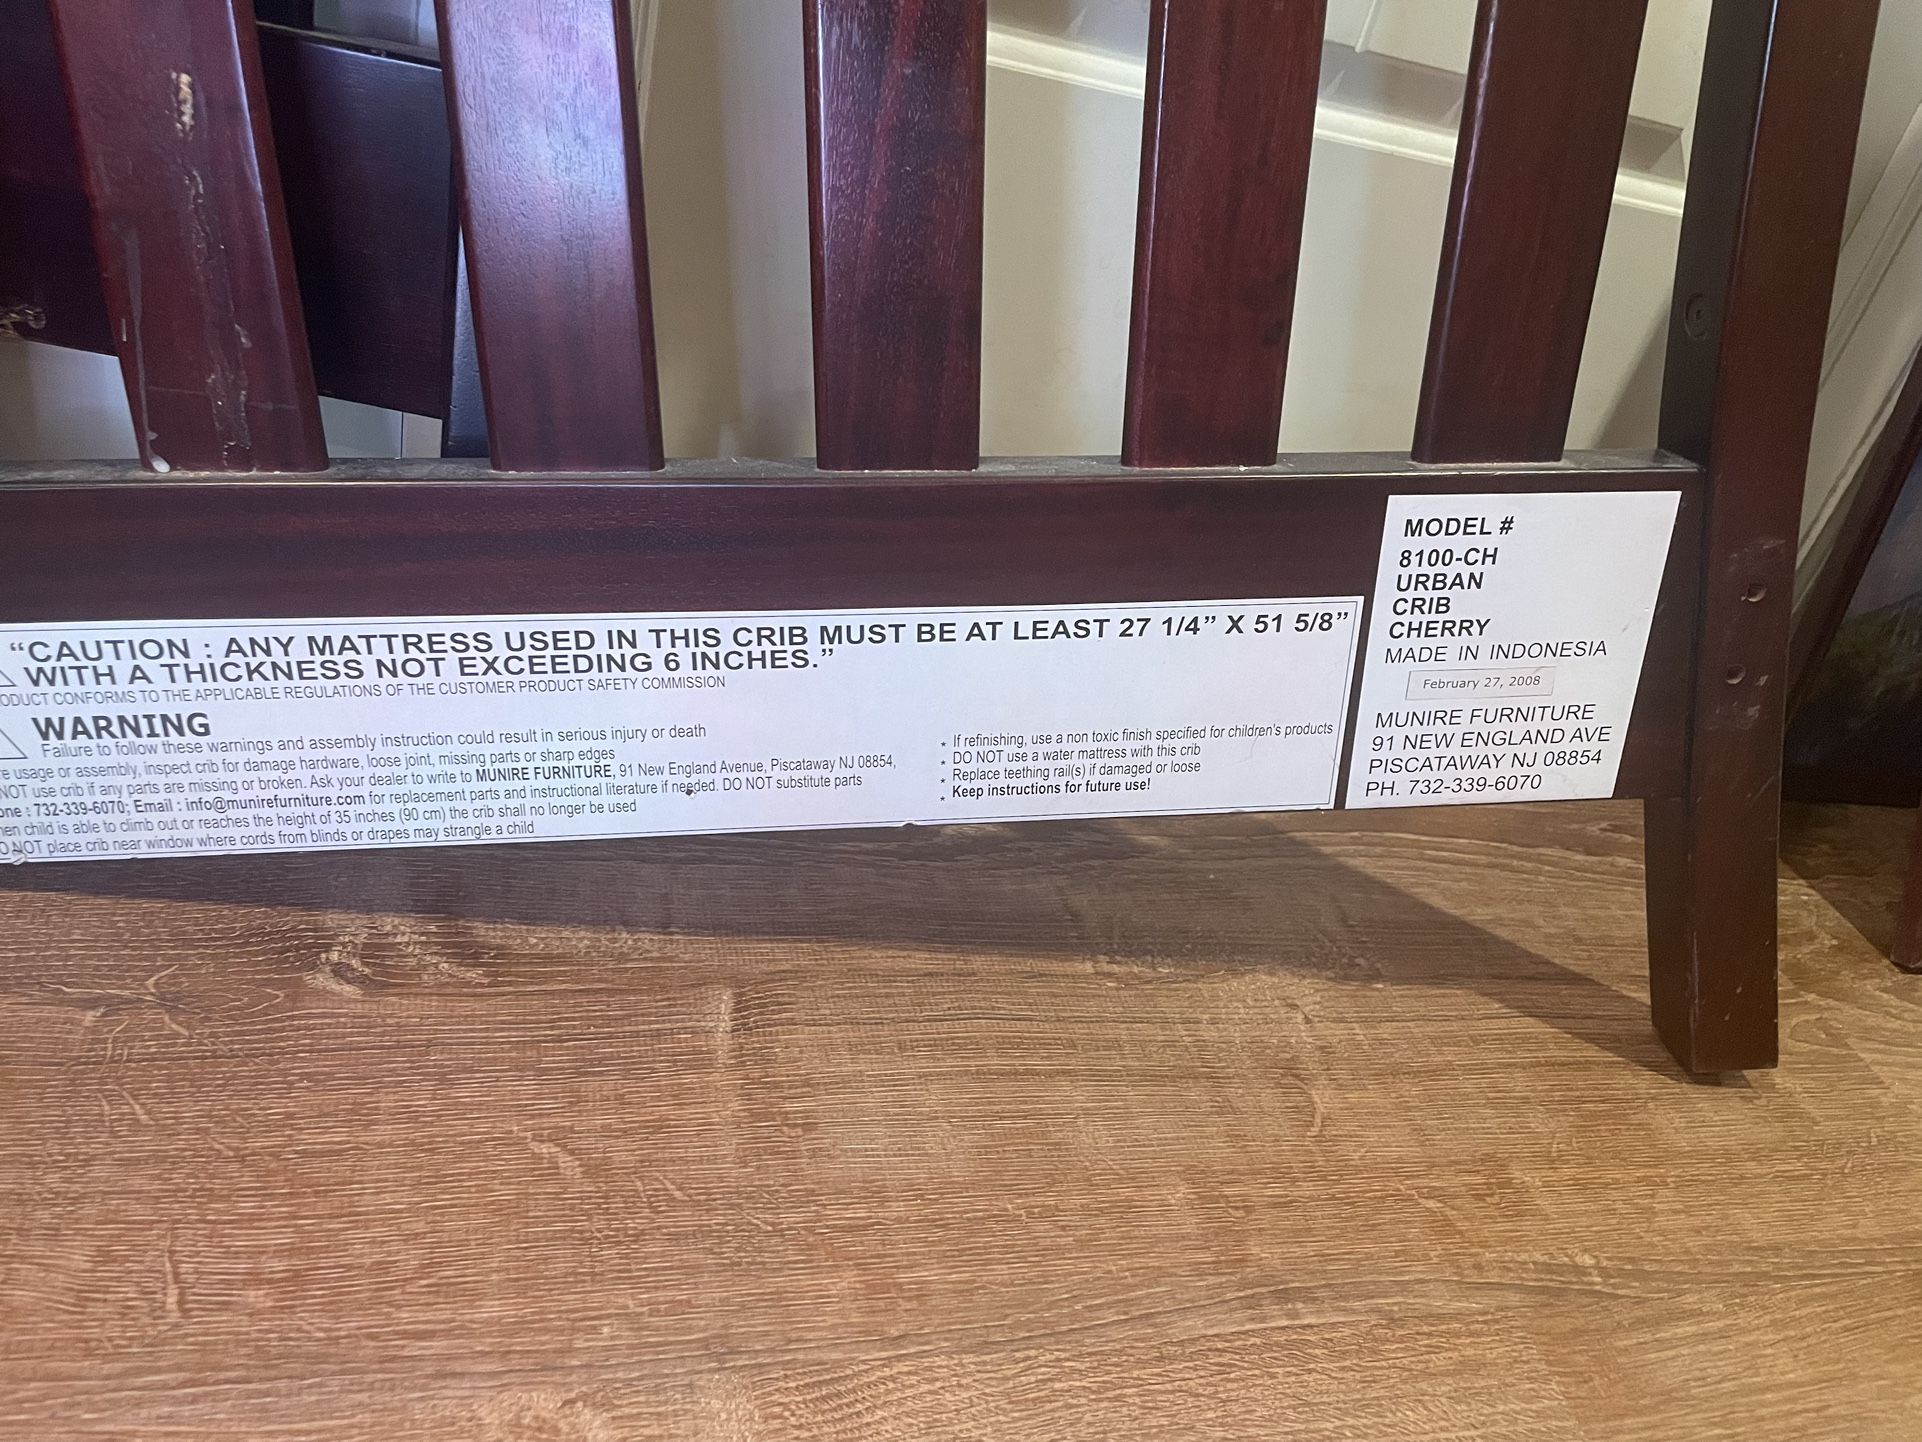 “CAUTION : ANY MATTRESS USED IN THIS CRIB MUST BE AT LEAST 27 1/4” X 51 5/8”
WITH A THICKNESS NOT EXCEEDING 6 INCHES.”
CONFORMS TO THE APPLICABLE REGULATIONS OF THE CUSTOMER PRODUCT SAFETY COMMISSION
WARNING
Failure to follow these warnings and assembly instruction could result in serious injury or death
usage or assembly, inspect crib for damage hardware, loose joint, missing parts or sharp edges
NOT use crib if any parts are missing or broken. Ask your dealer to write to MUNIRE FURNITURE, 91 New England Avenue, Piscataway NJ 08854,
: 732-339-6070; Email : info@munirefurniture.com for replacement parts and instructional literature if needed. DO NOT substitute parts
child is able to climb out or reaches the height of 35 inches (90 cm) the crib shall no longer be used
NOT place crib near window where cords from blinds or drapes may strangle a child
* If refinishing, use a non toxic finish specified for children's products
* DO NOT use a water mattress with this crib
* Replace teething rail(s) if damaged or loose
* Keep instructions for future use!
MODEL #
8100-CH
URBAN
CRIB
CHERRY
MADE IN INDONESIA
February 27, 2008
MUNIRE FURNITURE
91 NEW ENGLAND AVE
PISCATAWAY NJ 08854
PH. 732-339-6070